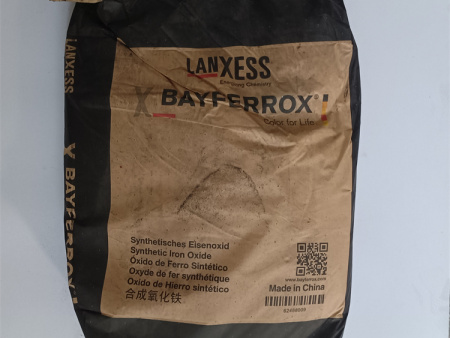 LANXESS
Energizing Chemistry
X BAYFERROX
Color for Life
Synthetisches Eisenoxid
Synthetic Iron Oxide
Óxido de Ferro Sintético
Oxyde de fer synthétique
Óxido de Hierro sintético
合成氧化铁
www.bayferrox.com
Made in China
LANXESS
X BAYFERROX